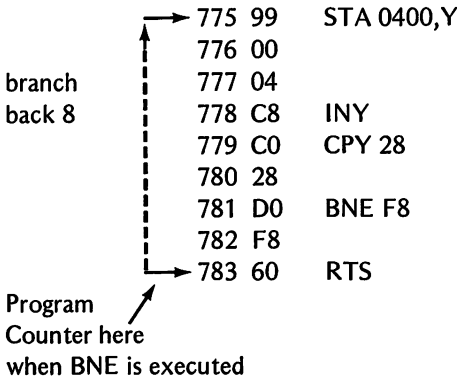 775 99 STA 0400,Y
776 00
777 04
branch
back 8
778 C8 INY
779 C0 CPY 28
780 28
781 D0 BNE F8
782 F8
783 60 RTS
Program
Counter here
when BNE is executed